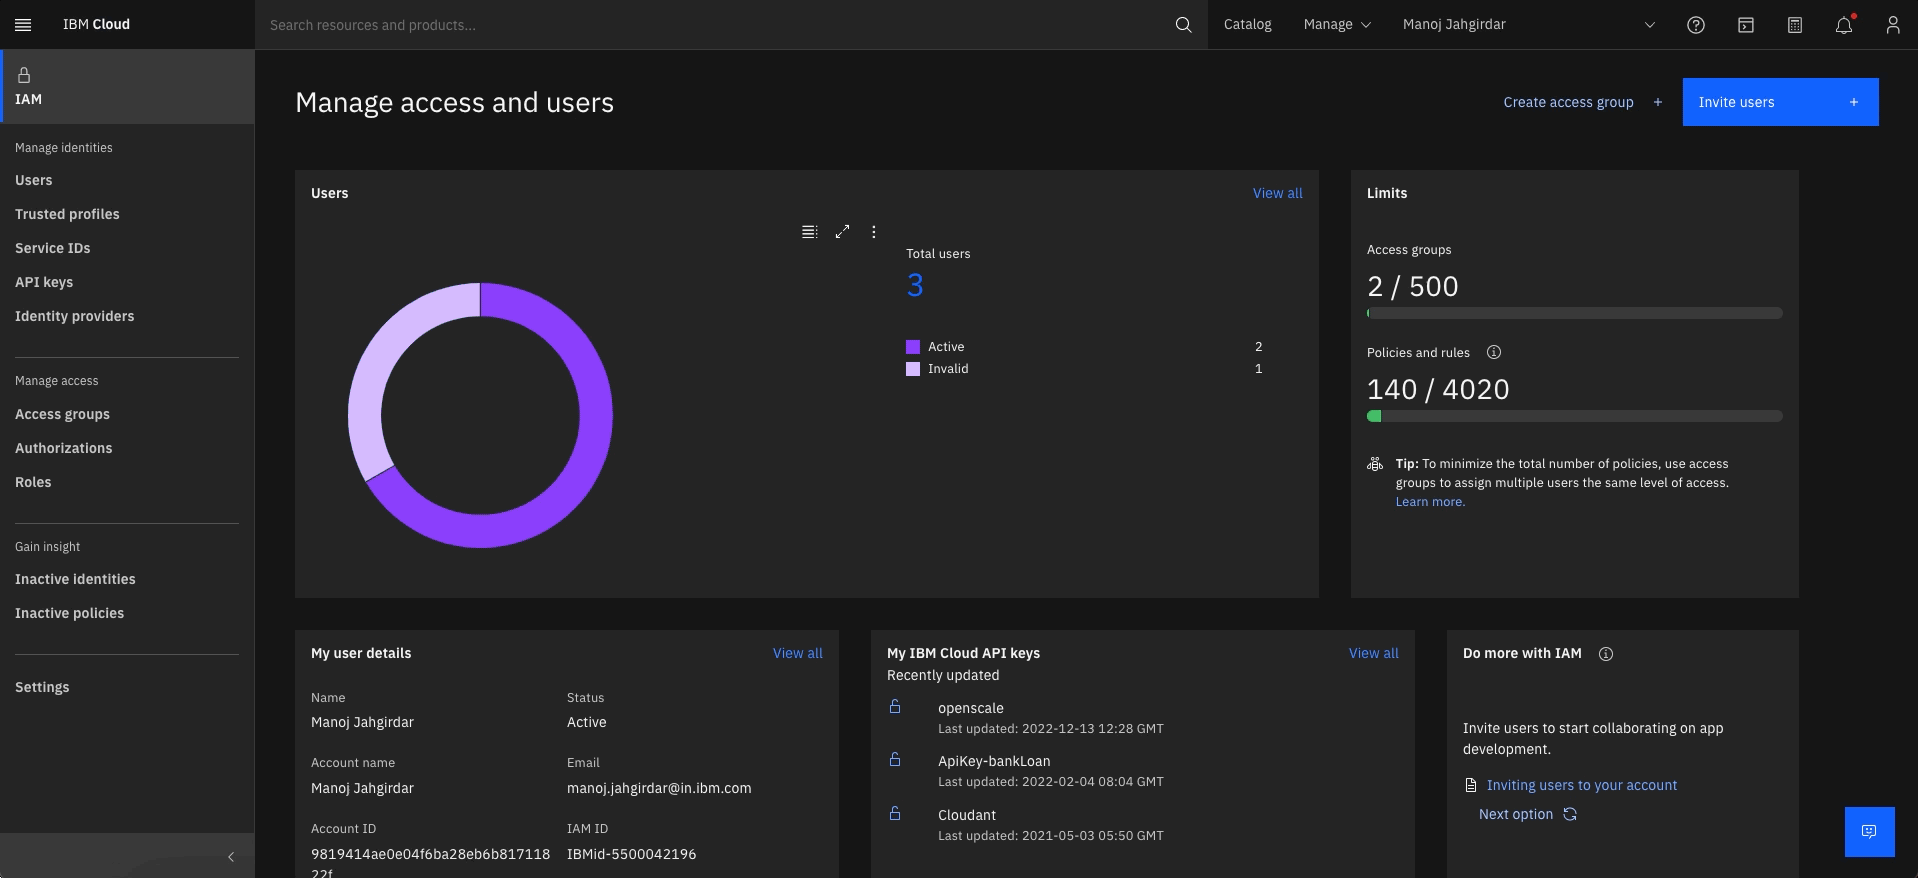 IBM Cloud
Search resources and products...
Catalog
Manage
Manoj Jahgirdar
IAM
Manage identities
Users
Trusted profiles
Service IDs
API keys
Identity providers
Manage access
Access groups
Authorizations
Roles
Gain insight
Inactive identities
Inactive policies
Settings
Manage access and users
Create access group +
Invite users +
Users
View all
Total users
3
Active 2
Invalid 1
Limits
Access groups
2 / 500
Policies and rules
140 / 4020
Tip: To minimize the total number of policies, use access
groups to assign multiple users the same level of access.
Learn more.
My user details
View all
Name
Manoj Jahgirdar
Status
Active
Account name
Manoj Jahgirdar
Email
manoj.jahgirdar@in.ibm.com
Account ID
9819414ae0e04f6ba28eb6b817118
22f
IAM ID
IBMid-5500042196
My IBM Cloud API keys
View all
Recently updated
openscale
Last updated: 2022-12-13 12:28 GMT
ApiKey-bankLoan
Last updated: 2022-02-04 08:04 GMT
Cloudant
Last updated: 2021-05-03 05:50 GMT
Do more with IAM
Invite users to start collaborating on app
development.
Inviting users to your account
Next option